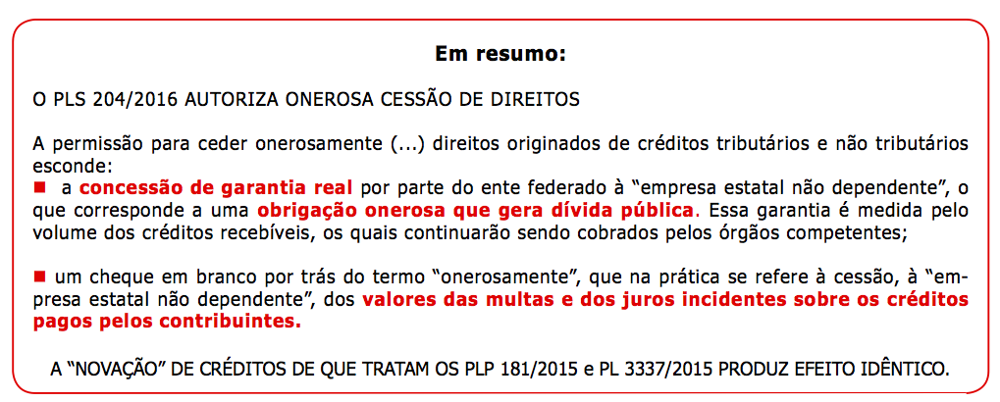 Em resumo:
O PLS 204/2016 AUTORIZA ONEROSA CESSÃO DE DIREITOS
A permissão para ceder onerosamente (...) direitos originados de créditos tributários e não tributários
esconde:
■ a concessão de garantia real por parte do ente federado à “empresa estatal não dependente”, o
que corresponde a uma obrigação onerosa que gera dívida pública. Essa garantia é medida pelo
volume dos créditos recebíveis, os quais continuarão sendo cobrados pelos órgãos competentes;
■ um cheque em branco por trás do termo “onerosamente”, que na prática se refere à cessão, à “em-
presa estatal não dependente”, dos valores das multas e dos juros incidentes sobre os créditos
pagos pelos contribuintes.
A “NOVAÇÃO” DE CRÉDITOS DE QUE TRATAM OS PLP 181/2015 e PL 3337/2015 PRODUZ EFEITO IDÊNTICO.